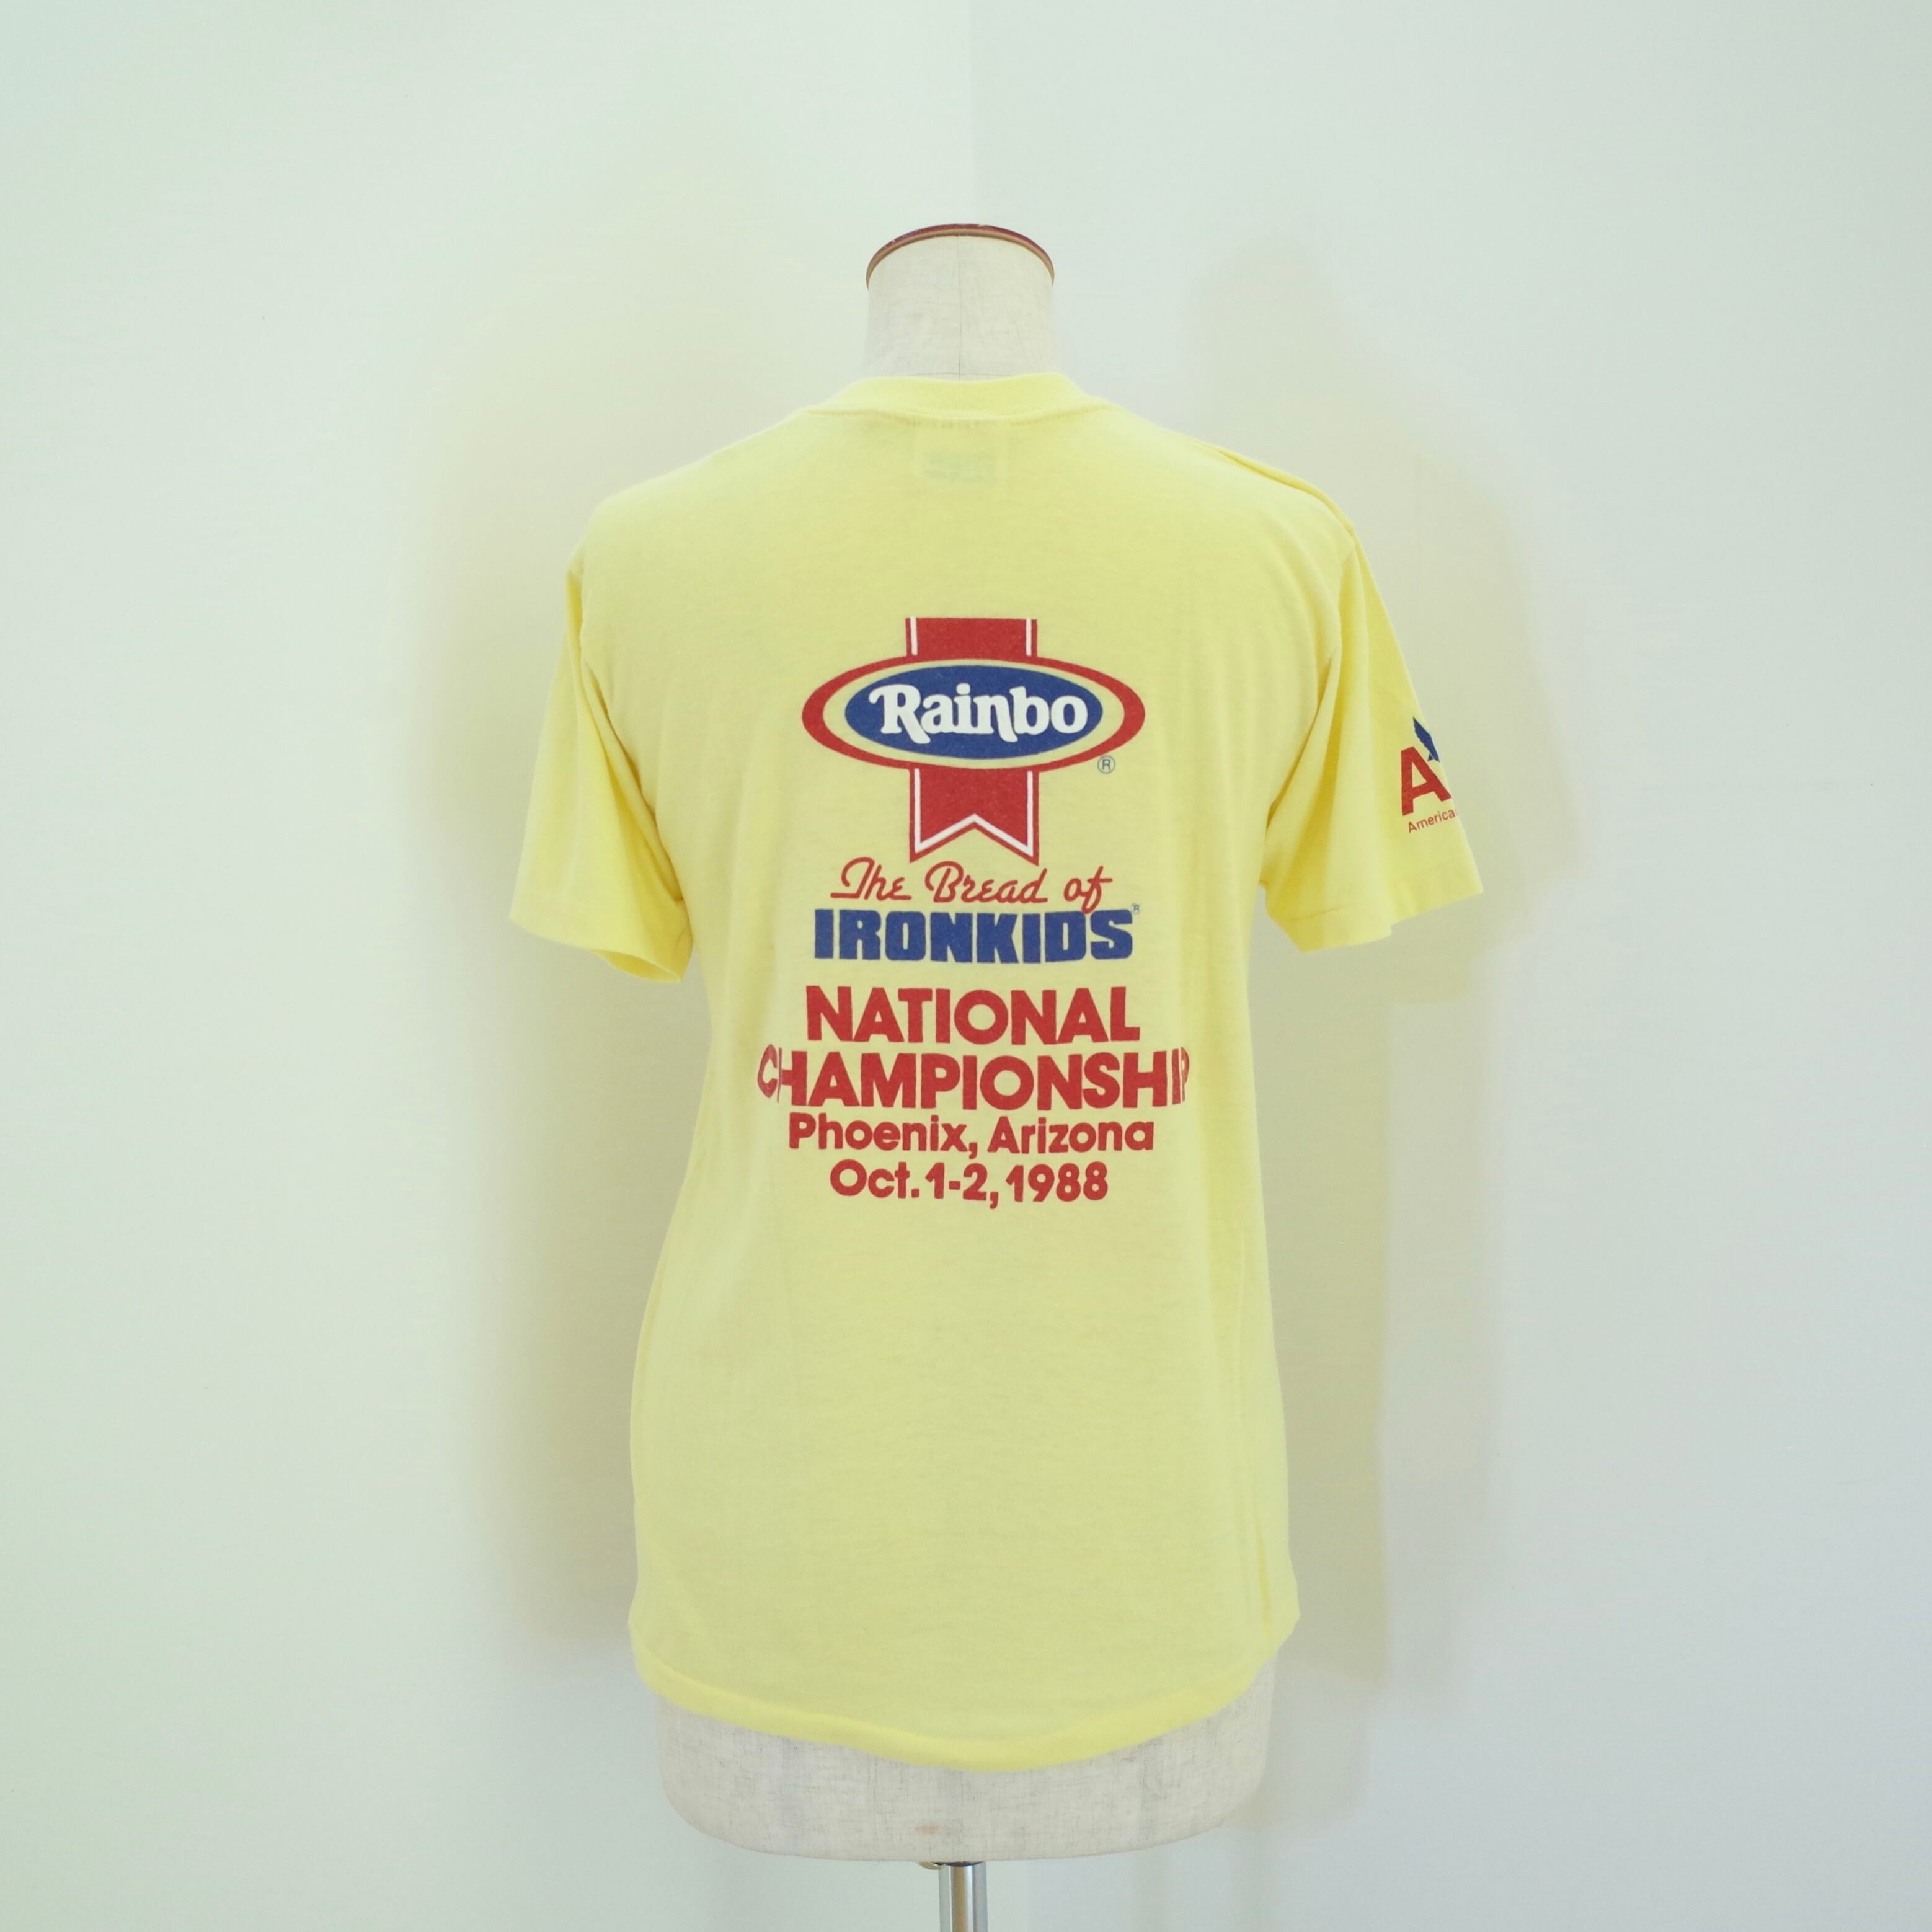 Rainbo
®
The Bread of
IRONKIDS®
NATIONAL
CHAMPIONSHIP
Phoenix, Arizona
Oct. 1-2, 1988
A
America